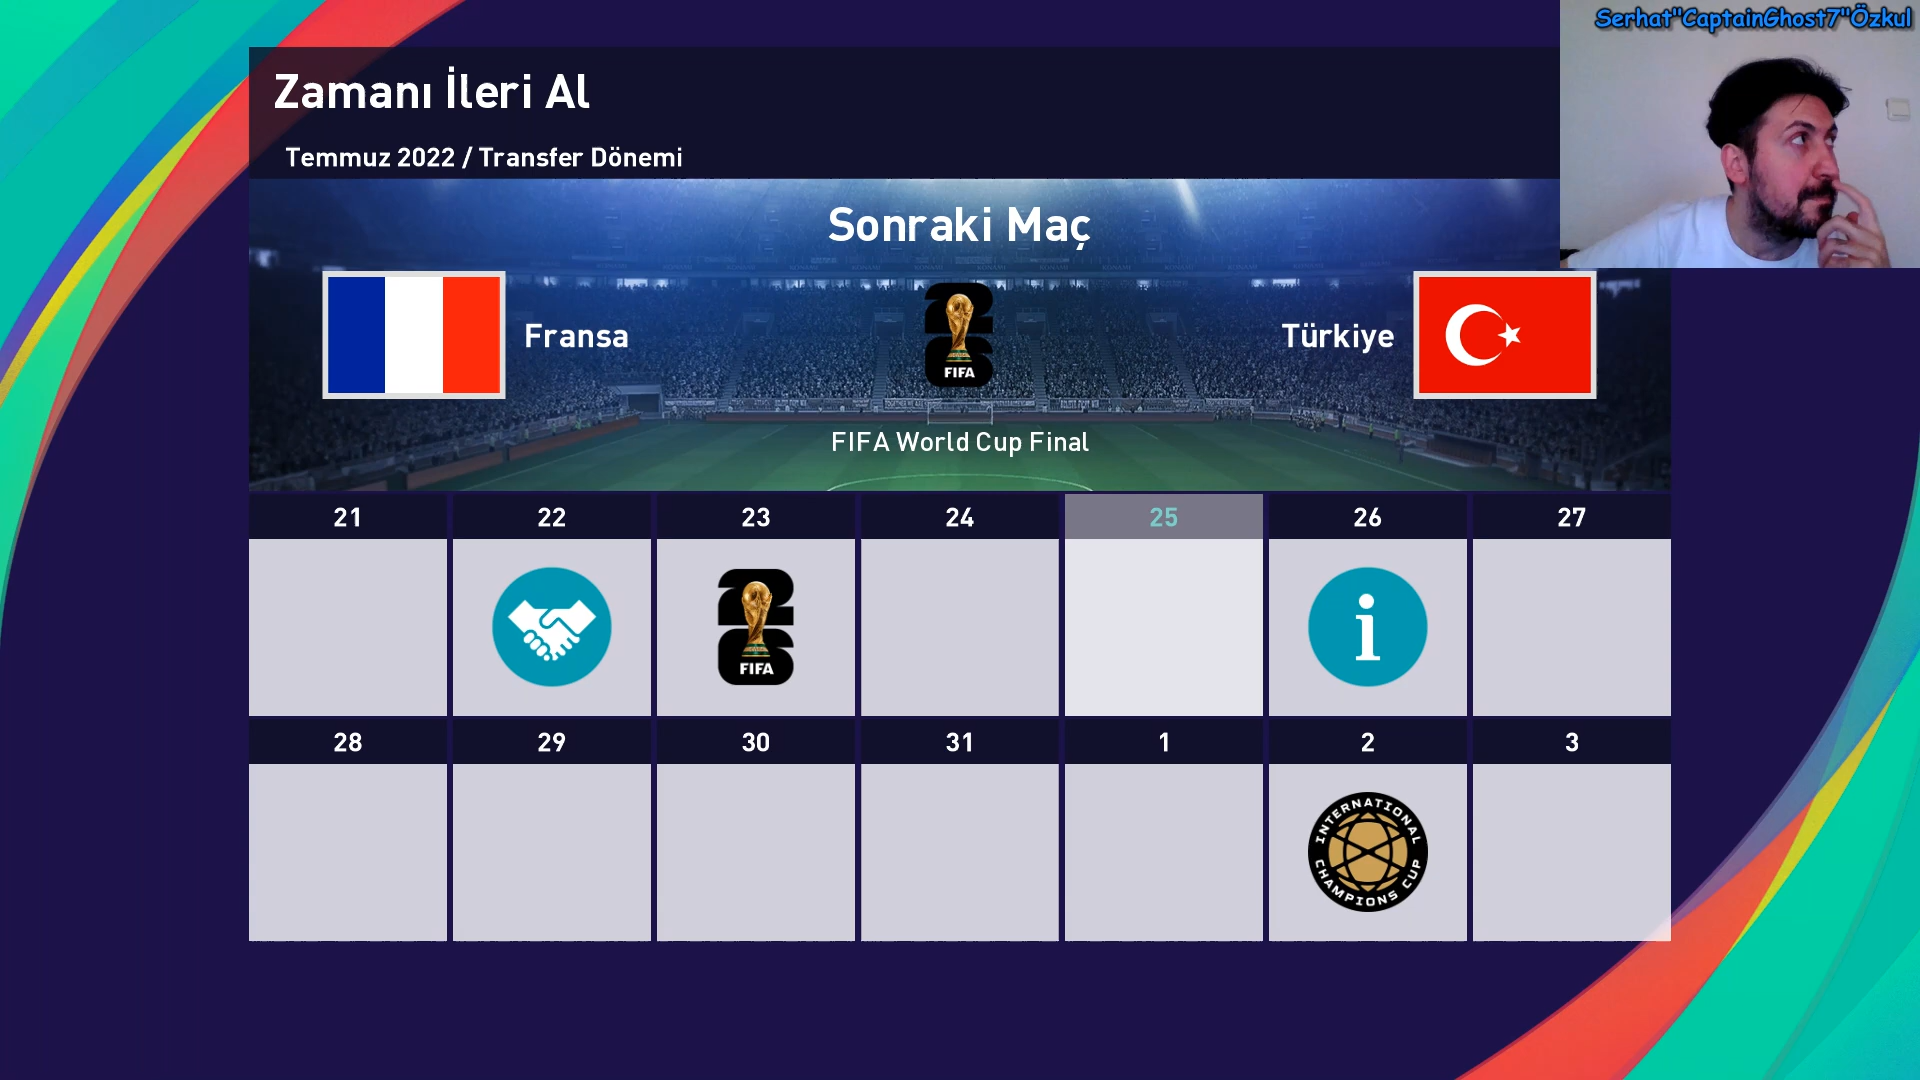 Serhat"CaptainGhost7"Özkul
Zamanı İleri Al
Temmuz 2022 / Transfer Dönemi
Sonraki Maç
Fransa
FIFA
Türkiye
FIFA World Cup Final
21 22 23 24 25 26 27
FIFA
i
28 29 30 31 1 2 3
INTERNATIONAL CHAMPIONS CUP